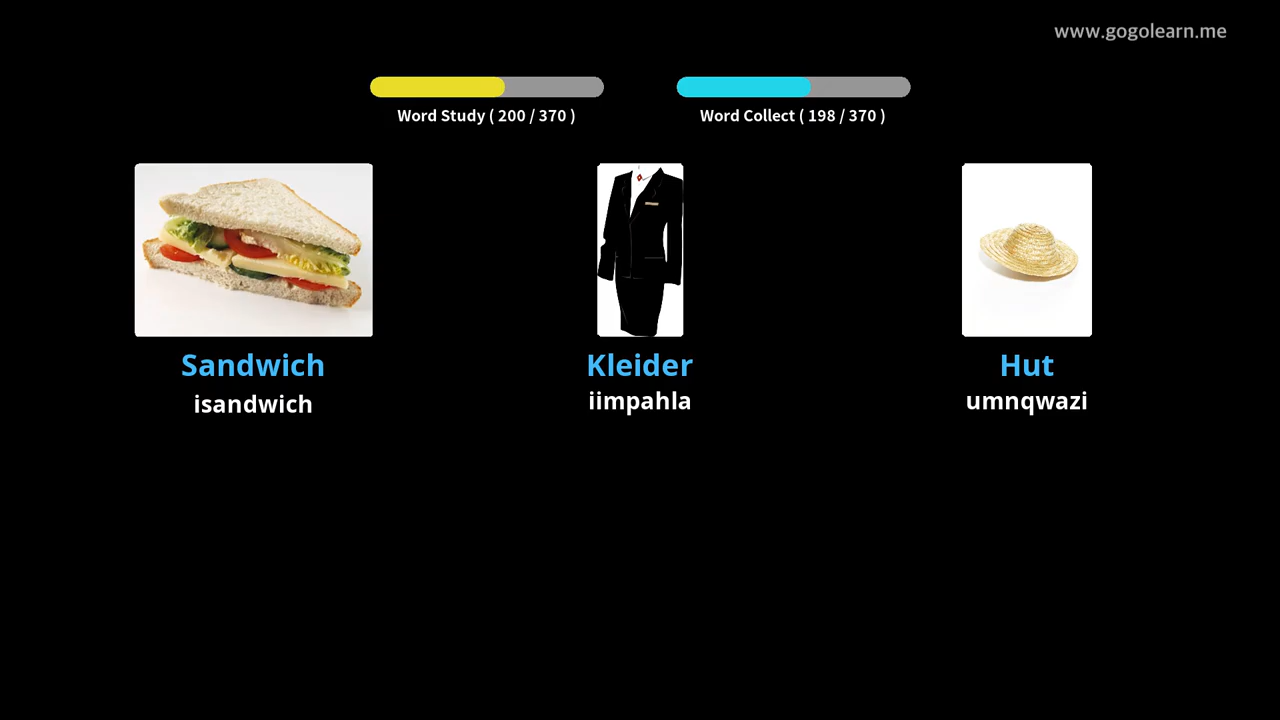 www.gogolearn.me
Word Study ( 200 / 370 )
Word Collect ( 198 / 370 )
Sandwich
isandwich
Kleider
iimpahla
Hut
umnqwazi